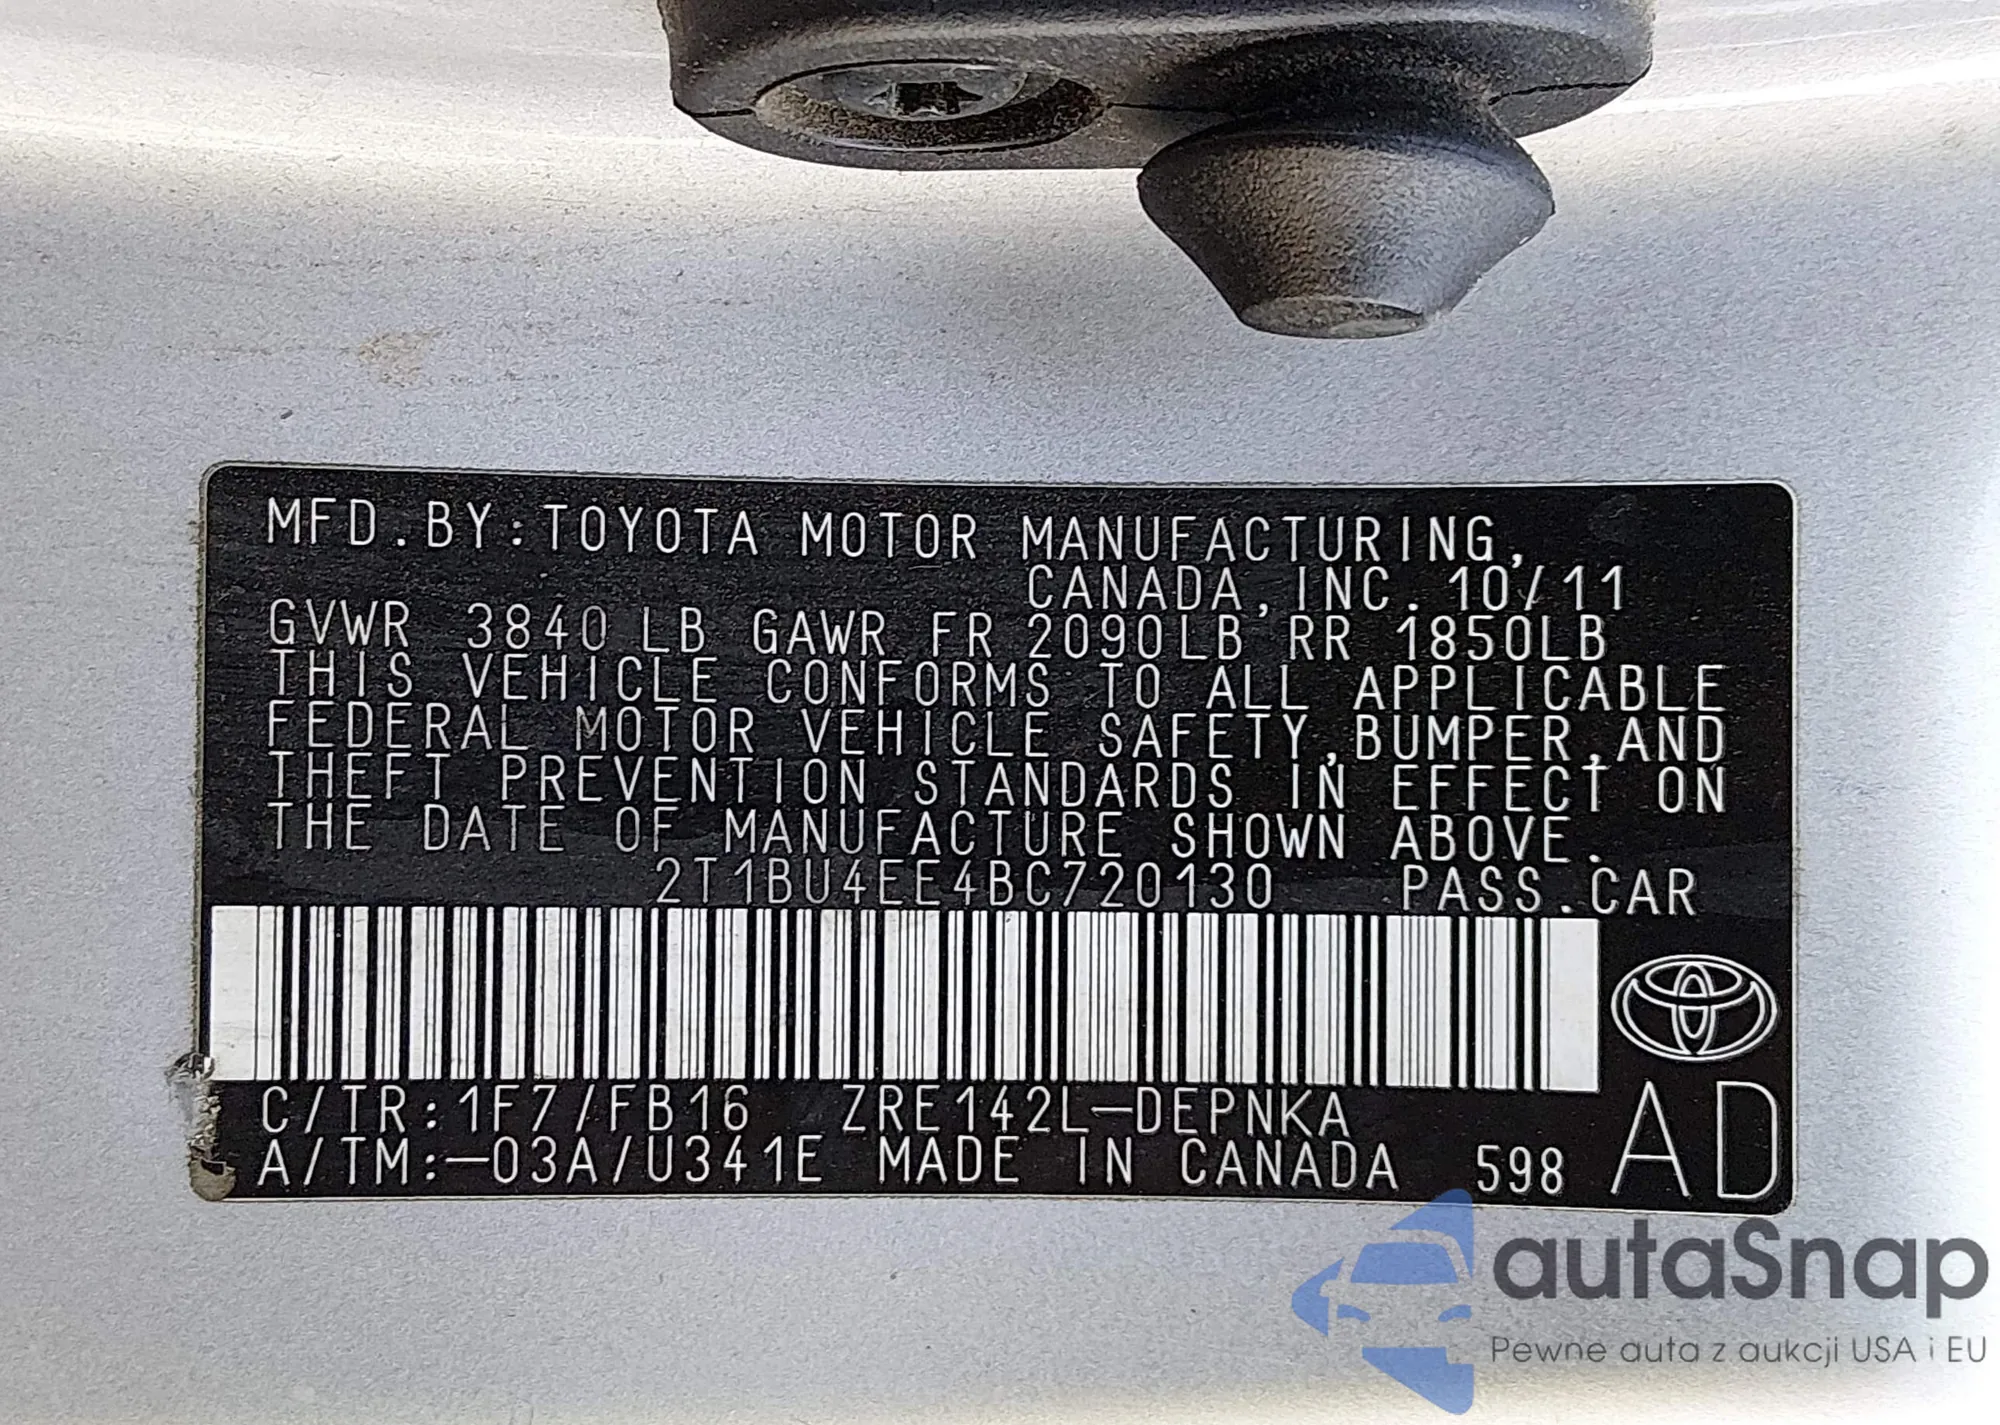 MFD.BY:TOYOTA MOTOR MANUFACTURING,
CANADA, INC. 10/11
GVWR 3840 LB GAWR FR 2090LB RR 1850LB
THIS VEHICLE CONFORMS TO ALL APPLICABLE
FEDERAL MOTOR VEHICLE SAFETY,BUMPER,AND
THEFT PREVENTION STANDARDS IN EFFECT ON
THE DATE OF MANUFACTURE SHOWN ABOVE.
2T1BU4EE4BC720130 PASS.CAR
C/TR:1F7/FB16 ZRE142L-DEPNKA
A/TM:-03A/U341E MADE IN CANADA 598
AD
autaSnap
Pewne auta z aukcji USA i EU